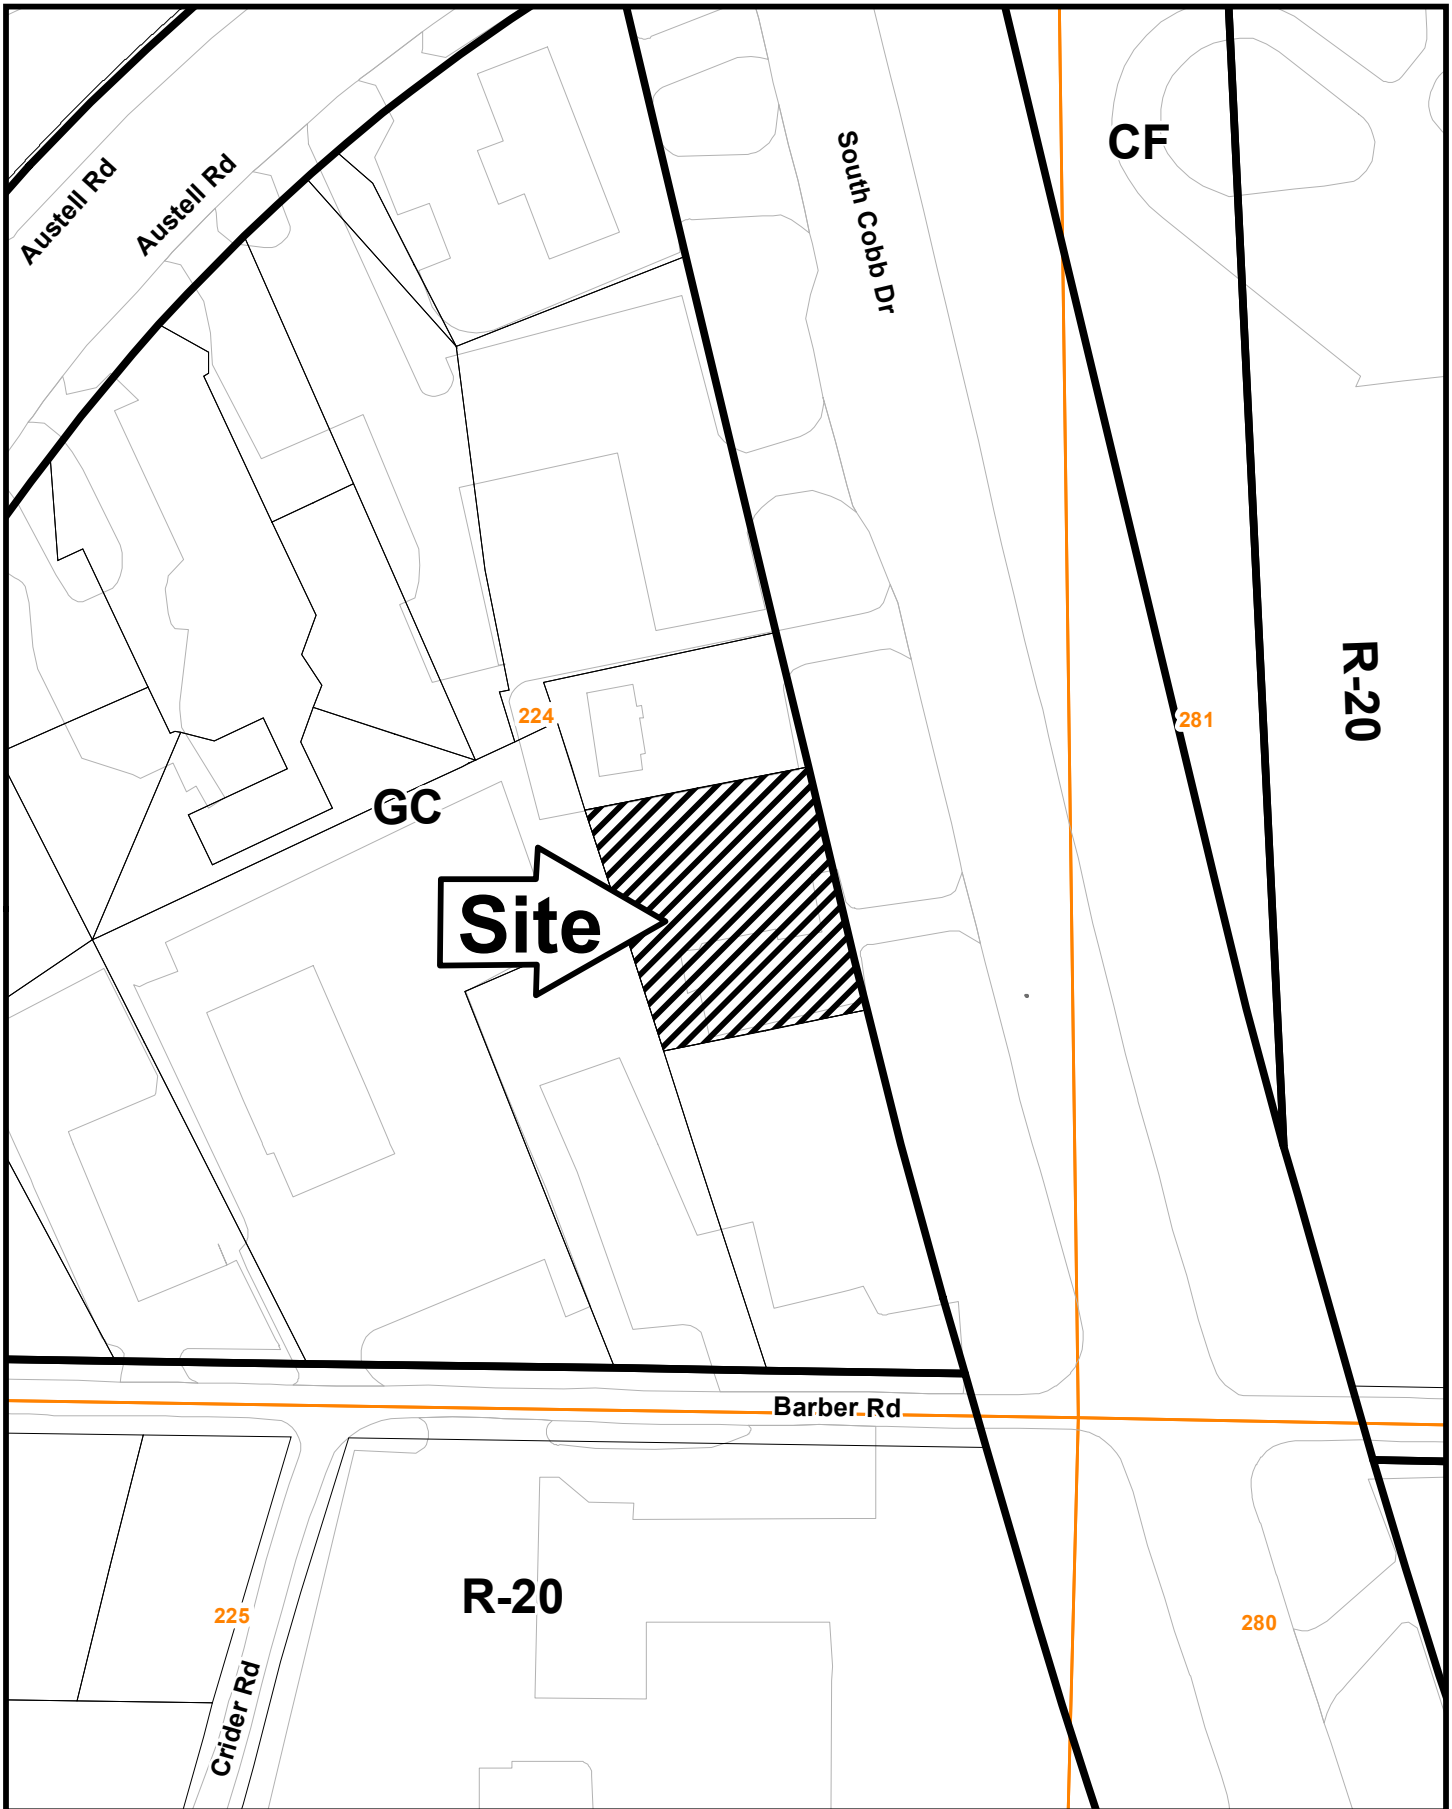 CF
South Cobb Dr
Austell Rd
Austell Rd
R-20
224
281
GC
Site
Barber Rd
R-20
225
280
Crider Rd